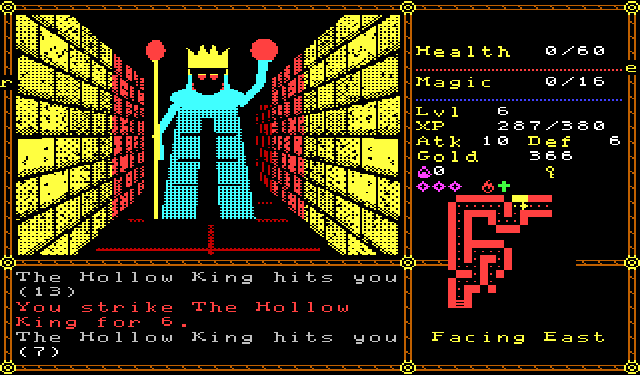 Health 0/60
r
e
Magic 0/16
Lvl 6
XP 287/380
Atk 10 Def 6
Gold 366
0
The Hollow King hits you
(13)
You strike The Hollow
King for 6.
The Hollow King hits you
(7)
Facing East